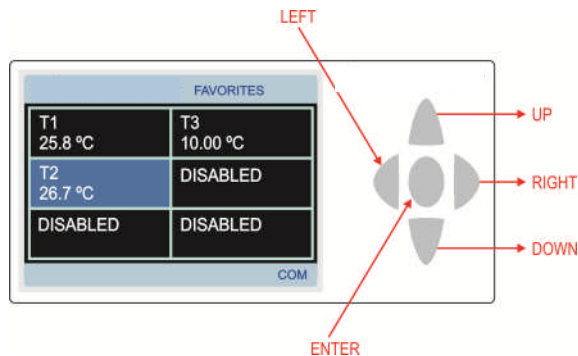 LEFT
FAVORITES
T1
25.8 ºC
T3
10.00 ºC
T2
26.7 ºC
DISABLED
DISABLED
DISABLED
COM
UP
RIGHT
DOWN
ENTER